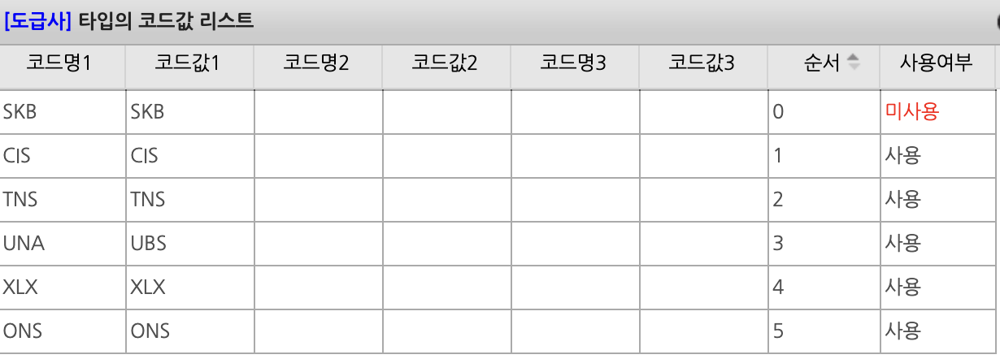 [도급사] 타입의 코드값 리스트
코드명1 코드값1 코드명2 코드값2 코드명3 코드값3 순서 사용여부
SKB SKB 0 미사용
CIS CIS 1 사용
TNS TNS 2 사용
UNA UBS 3 사용
XLX XLX 4 사용
ONS ONS 5 사용